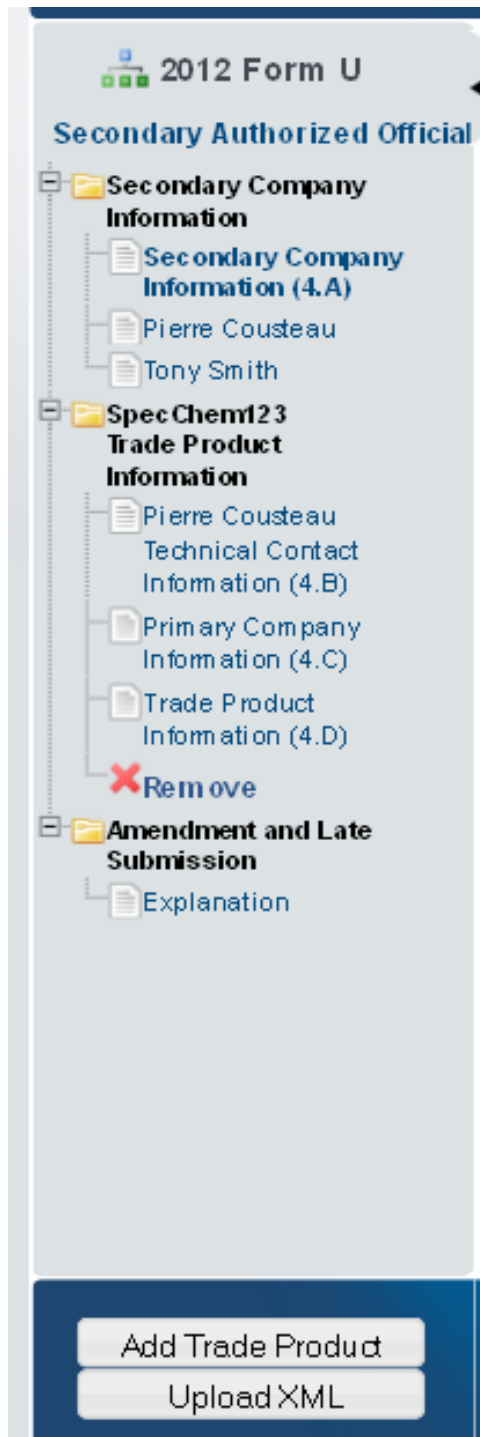 2012 Form U
Secondary Authorized Official
Secondary Company
Information
Secondary Company
Information (4.A)
Pierre Cousteau
Tony Smith
SpecChem123
Trade Product
Information
Pierre Cousteau
Technical Contact
Information (4.B)
Primary Company
Information (4.C)
Trade Product
Information (4.D)
Remove
Amendment and Late
Submission
Explanation
Add Trade Product
Upload XML